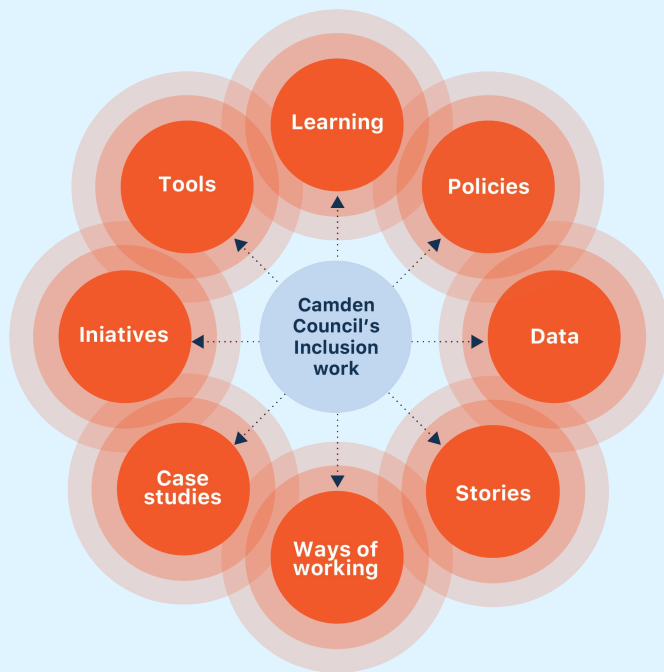 Learning
Tools
Policies
Camden
Council's
Inclusion
work
Iniatives
Data
Case
studies
Stories
Ways of
working